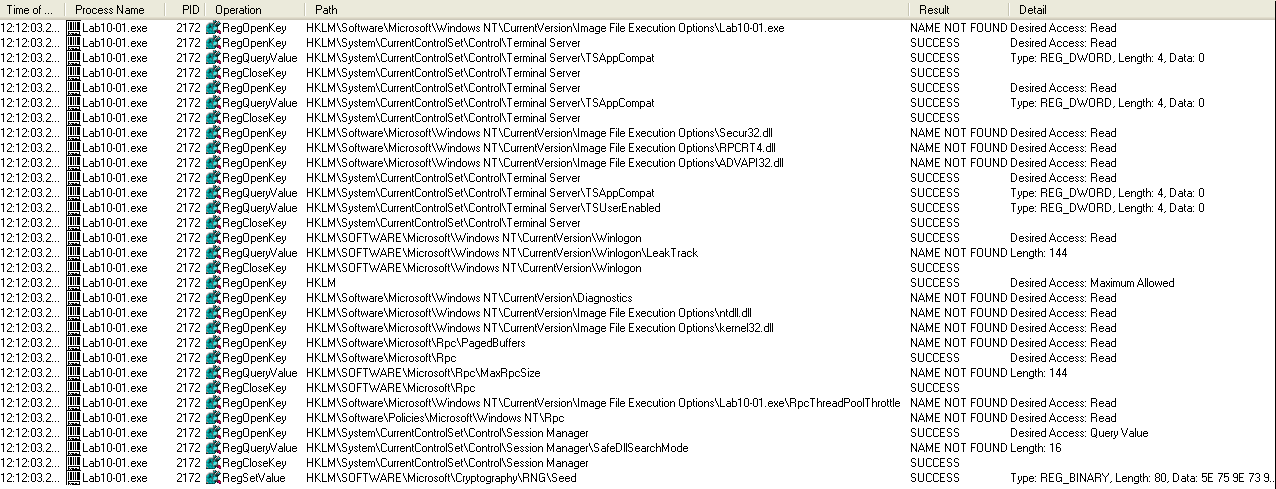 Time of ... Process Name PID Operation Path Result Detail
12:12:03.2... Lab10-01.exe 2172 RegOpenKey HKLM\Software\Microsoft\Windows NT\CurrentVersion\Image File Execution Options\Lab10-01.exe NAME NOT FOUND Desired Access: Read
12:12:03.2... Lab10-01.exe 2172 RegOpenKey HKLM\System\CurrentControlSet\Control\Terminal Server SUCCESS Desired Access: Read
12:12:03.2... Lab10-01.exe 2172 RegQueryValue HKLM\System\CurrentControlSet\Control\Terminal Server\TSAppCompat SUCCESS Type: REG_DWORD, Length: 4, Data: 0
12:12:03.2... Lab10-01.exe 2172 RegCloseKey HKLM\System\CurrentControlSet\Control\Terminal Server SUCCESS
12:12:03.2... Lab10-01.exe 2172 RegOpenKey HKLM\System\CurrentControlSet\Control\Terminal Server SUCCESS Desired Access: Read
12:12:03.2... Lab10-01.exe 2172 RegQueryValue HKLM\System\CurrentControlSet\Control\Terminal Server\TSAppCompat SUCCESS Type: REG_DWORD, Length: 4, Data: 0
12:12:03.2... Lab10-01.exe 2172 RegCloseKey HKLM\System\CurrentControlSet\Control\Terminal Server SUCCESS
12:12:03.2... Lab10-01.exe 2172 RegOpenKey HKLM\Software\Microsoft\Windows NT\CurrentVersion\Image File Execution Options\Secur32.dll NAME NOT FOUND Desired Access: Read
12:12:03.2... Lab10-01.exe 2172 RegOpenKey HKLM\Software\Microsoft\Windows NT\CurrentVersion\Image File Execution Options\RPCRT4.dll NAME NOT FOUND Desired Access: Read
12:12:03.2... Lab10-01.exe 2172 RegOpenKey HKLM\Software\Microsoft\Windows NT\CurrentVersion\Image File Execution Options\ADVAPI32.dll NAME NOT FOUND Desired Access: Read
12:12:03.2... Lab10-01.exe 2172 RegOpenKey HKLM\System\CurrentControlSet\Control\Terminal Server SUCCESS Desired Access: Read
12:12:03.2... Lab10-01.exe 2172 RegQueryValue HKLM\System\CurrentControlSet\Control\Terminal Server\TSAppCompat SUCCESS Type: REG_DWORD, Length: 4, Data: 0
12:12:03.2... Lab10-01.exe 2172 RegQueryValue HKLM\System\CurrentControlSet\Control\Terminal Server\TSUserEnabled SUCCESS Type: REG_DWORD, Length: 4, Data: 0
12:12:03.2... Lab10-01.exe 2172 RegCloseKey HKLM\System\CurrentControlSet\Control\Terminal Server SUCCESS
12:12:03.2... Lab10-01.exe 2172 RegOpenKey HKLM\SOFTWARE\Microsoft\Windows NT\CurrentVersion\Winlogon SUCCESS Desired Access: Read
12:12:03.2... Lab10-01.exe 2172 RegQueryValue HKLM\SOFTWARE\Microsoft\Windows NT\CurrentVersion\Winlogon\LeakTrack NAME NOT FOUND Length: 144
12:12:03.2... Lab10-01.exe 2172 RegCloseKey HKLM\SOFTWARE\Microsoft\Windows NT\CurrentVersion\Winlogon SUCCESS
12:12:03.2... Lab10-01.exe 2172 RegOpenKey HKLM SUCCESS Desired Access: Maximum Allowed
12:12:03.2... Lab10-01.exe 2172 RegOpenKey HKLM\Software\Microsoft\Windows NT\CurrentVersion\Diagnostics NAME NOT FOUND Desired Access: Read
12:12:03.2... Lab10-01.exe 2172 RegOpenKey HKLM\Software\Microsoft\Windows NT\CurrentVersion\Image File Execution Options\ntdll.dll NAME NOT FOUND Desired Access: Read
12:12:03.2... Lab10-01.exe 2172 RegOpenKey HKLM\Software\Microsoft\Windows NT\CurrentVersion\Image File Execution Options\kernel32.dll NAME NOT FOUND Desired Access: Read
12:12:03.2... Lab10-01.exe 2172 RegOpenKey HKLM\Software\Microsoft\Rpc\PagedBuffers NAME NOT FOUND Desired Access: Read
12:12:03.2... Lab10-01.exe 2172 RegOpenKey HKLM\Software\Microsoft\Rpc SUCCESS Desired Access: Read
12:12:03.2... Lab10-01.exe 2172 RegQueryValue HKLM\SOFTWARE\Microsoft\Rpc\MaxRpcSize NAME NOT FOUND Length: 144
12:12:03.2... Lab10-01.exe 2172 RegCloseKey HKLM\SOFTWARE\Microsoft\Rpc SUCCESS
12:12:03.2... Lab10-01.exe 2172 RegOpenKey HKLM\Software\Microsoft\Windows NT\CurrentVersion\Image File Execution Options\Lab10-01.exe\RpcThreadPoolThrottle NAME NOT FOUND Desired Access: Read
12:12:03.2... Lab10-01.exe 2172 RegOpenKey HKLM\Software\Policies\Microsoft\Windows NT\Rpc NAME NOT FOUND Desired Access: Read
12:12:03.2... Lab10-01.exe 2172 RegOpenKey HKLM\System\CurrentControlSet\Control\Session Manager SUCCESS Desired Access: Query Value
12:12:03.2... Lab10-01.exe 2172 RegQueryValue HKLM\System\CurrentControlSet\Control\Session Manager\SafeDllSearchMode NAME NOT FOUND Length: 16
12:12:03.2... Lab10-01.exe 2172 RegCloseKey HKLM\System\CurrentControlSet\Control\Session Manager SUCCESS
12:12:03.2... Lab10-01.exe 2172 RegSetValue HKLM\SOFTWARE\Microsoft\Cryptography\RNG\Seed SUCCESS Type: REG_BINARY, Length: 80, Data: 5E 75 9E 73 9...